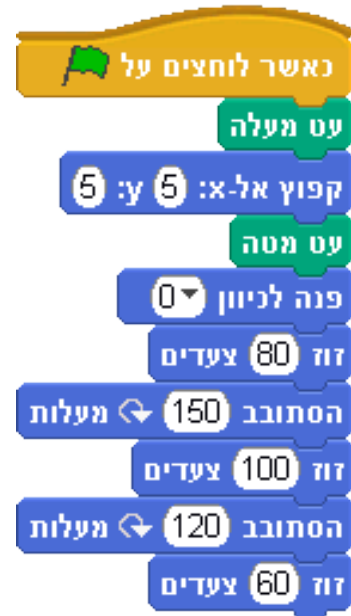 כאשר לוחצים על
עט מעלה
קפוץ אל-x: 5 y: 5
עט מטה
פנה לכיוון 0
זוז 80 צעדים
הסתובב 150 מעלות
זוז 100 צעדים
הסתובב 120 מעלות
זוז 60 צעדים